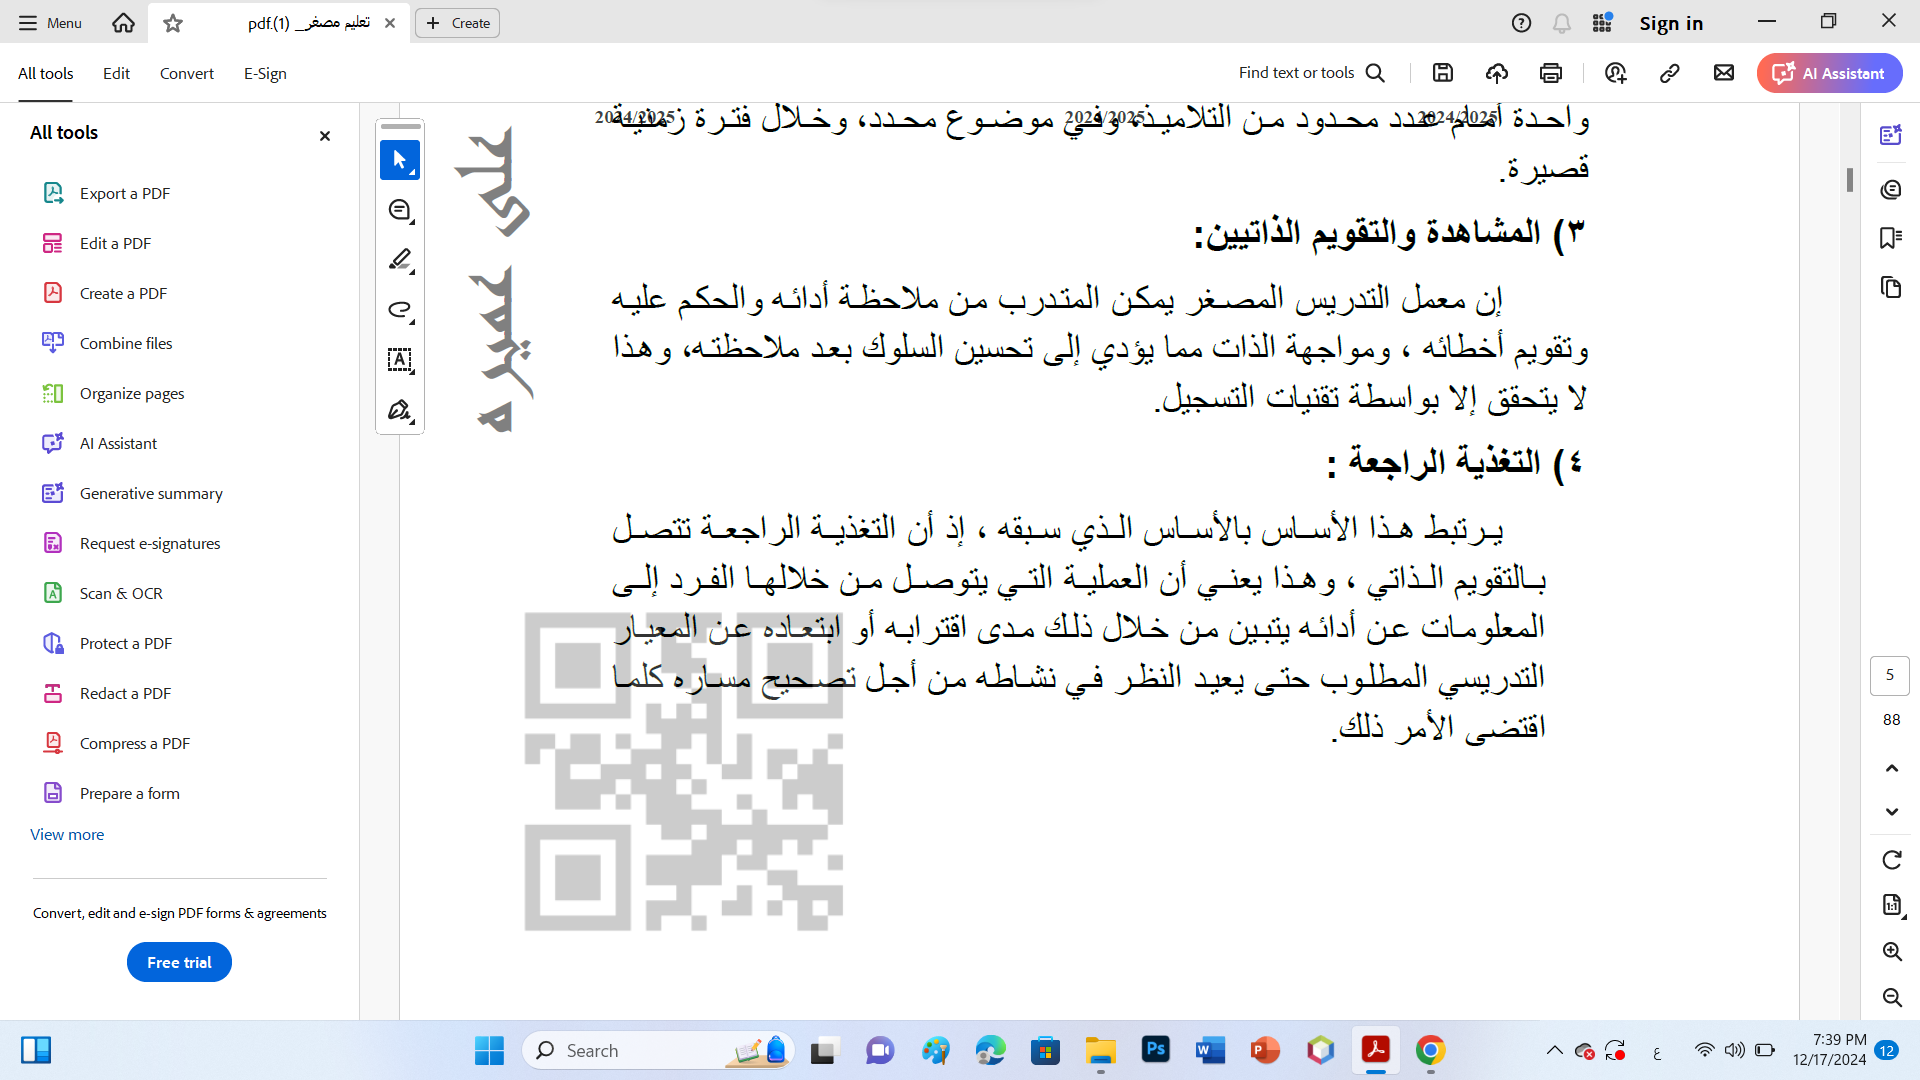 Menu
تعليم مصغر_ (1).pdf
Create
Sign in
All tools
Edit
Convert
E-Sign
Find text or tools
AI Assistant
All tools
Export a PDF
Edit a PDF
Create a PDF
Combine files
Organize pages
AI Assistant
Generative summary
Request e-signatures
Scan & OCR
Protect a PDF
Redact a PDF
Compress a PDF
Prepare a form
View more
Convert, edit and e-sign PDF forms & agreements
Free trial
2024/2025 2024/2025 2024/2025
واحدة أمام عدد محدود من التلاميذ، وفي موضوع محدد، وخلال فترة زمنية
قصيرة.
٣) المشاهدة والتقويم الذاتيين:
إن معمل التدريس المصغر يمكن المتدرب من ملاحظة أدائه والحكم عليه
وتقويم أخطائه ، ومواجهة الذات مما يؤدي إلى تحسين السلوك بعد ملاحظته، وهذا
لا يتحقق إلا بواسطة تقنيات التسجيل.
٤) التغذية الراجعة :
يرتبط هذا الأساس بالأساس الذي سبقه ، إذ أن التغذية الراجعة تتصل
بالتقويم الذاتي ، وهذا يعني أن العملية التي يتوصل من خلالها الفرد إلى
المعلومات عن أدائه يتبين من خلال ذلك مدى اقترابه أو ابتعاده عن المعيار
التدريسي المطلوب حتى يعيد النظر في نشاطه من أجل تصحيح مساره كلما
اقتضى الأمر ذلك.
5
88
Search
ع
7:39 PM
12/17/2024
12